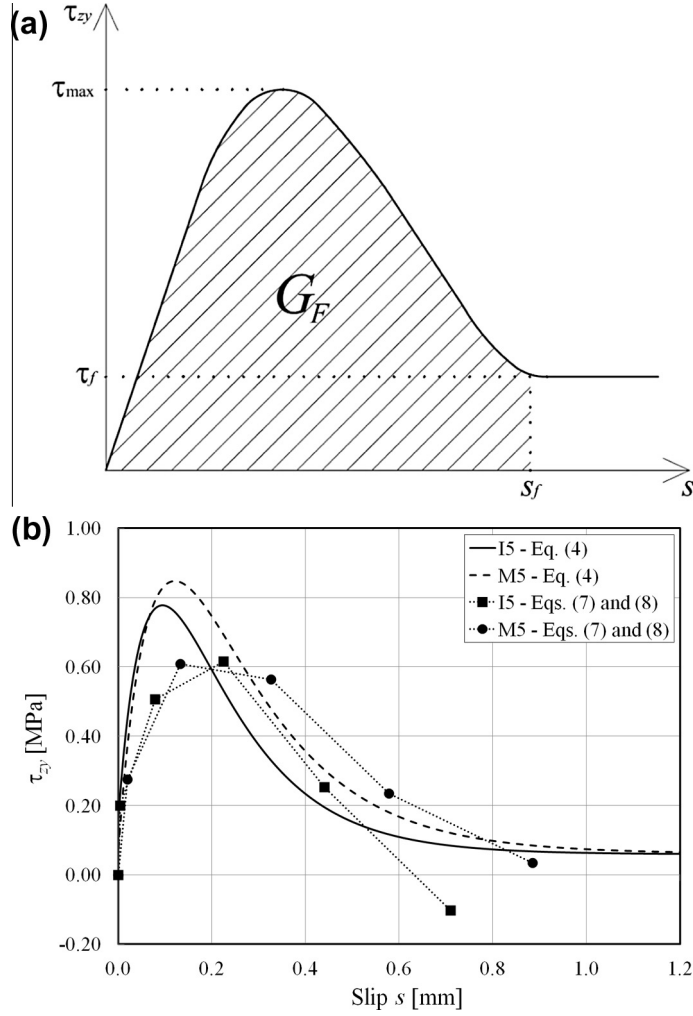 (a)
τzy
τmax
GF
τf
sf
s
(b)
1.00
0.80
0.60
0.40
0.20
0.00
-0.20
τzy [MPa]
I5 - Eq. (4)
M5 - Eq. (4)
I5 - Eqs. (7) and (8)
M5 - Eqs. (7) and (8)
0.0 0.2 0.4 0.6 0.8 1.0 1.2
Slip s [mm]